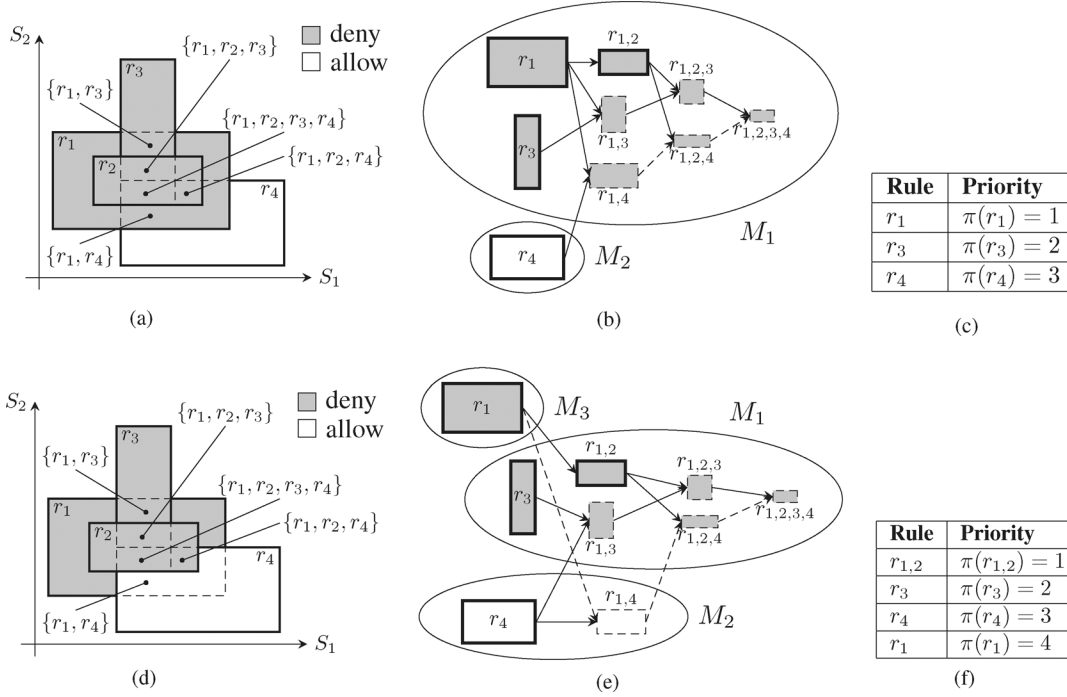 S2
{r1, r2, r3}
deny
allow
r3
{r1, r3}
{r1, r2, r3, r4}
r1
{r1, r2, r4}
r2
r4
{r1, r4}
S1
(a)
r1
r1,2
r1,2,3
r1,2,3,4
r3
r1,3
r1,2,4
r1,4
M1
r4
M2
(b)
Rule Priority
r1 π(r1) = 1
r3 π(r3) = 2
r4 π(r4) = 3
(c)
S2
{r1, r2, r3}
deny
allow
r3
{r1, r3}
{r1, r2, r3, r4}
r1
{r1, r2, r4}
r2
r4
{r1, r4}
S1
(d)
r1
M3
M1
r1,2
r1,2,3
r3
r1,2,3,4
r1,3
r1,2,4
r1,4
r4
M2
(e)
Rule Priority
r1,2 π(r1,2) = 1
r3 π(r3) = 2
r4 π(r4) = 3
r1 π(r1) = 4
(f)